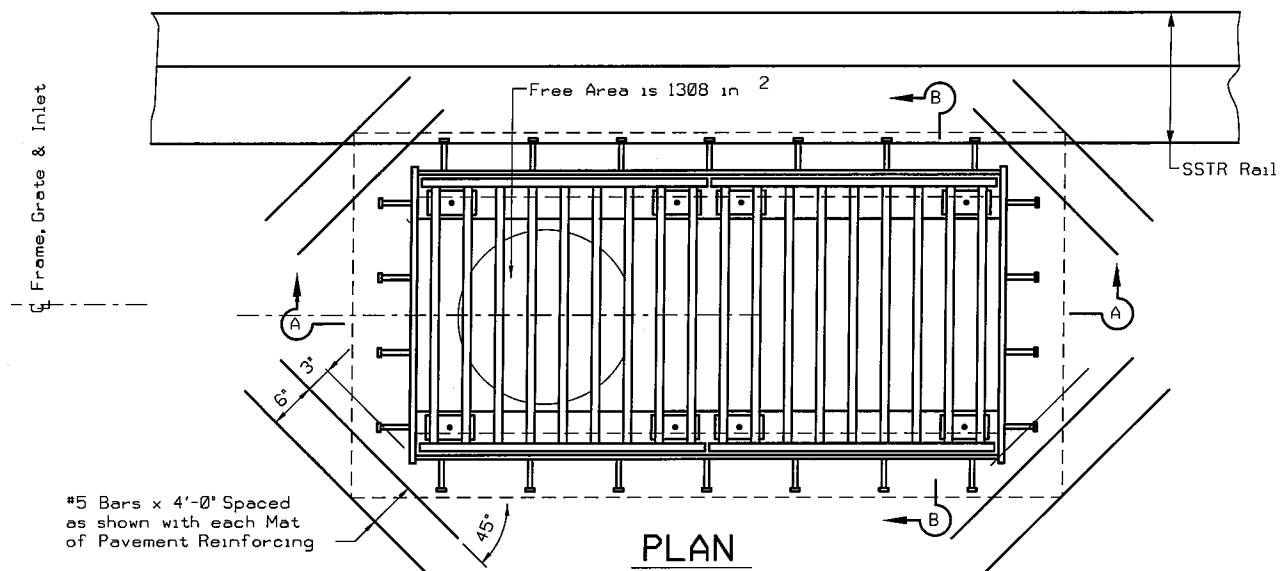 Free Area is 1308 in 2
B
SSTR Rail
℄ Frame, Grate & Inlet
A
A
3"
6"
#5 Bars x 4'-0" Spaced
as shown with each Mat
of Pavement Reinforcing
45°
B
PLAN